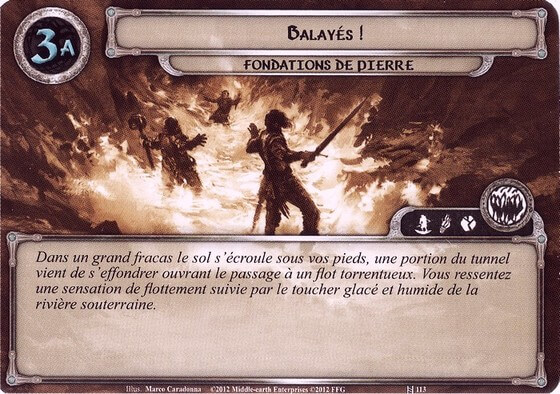 3A
Balayés !
FONDATIONS DE PIERRE
Dans un grand fracas le sol s'écroule sous vos pieds, une portion du tunnel
vient de s'effondrer ouvrant le passage à un flot torrentueux. Vous ressentez
une sensation de flottement suivie par le toucher glacé et humide de la
rivière souterraine.
Illus. Marco Caradonna ©2012 Middle-earth Enterprises ©2012 FFG 113